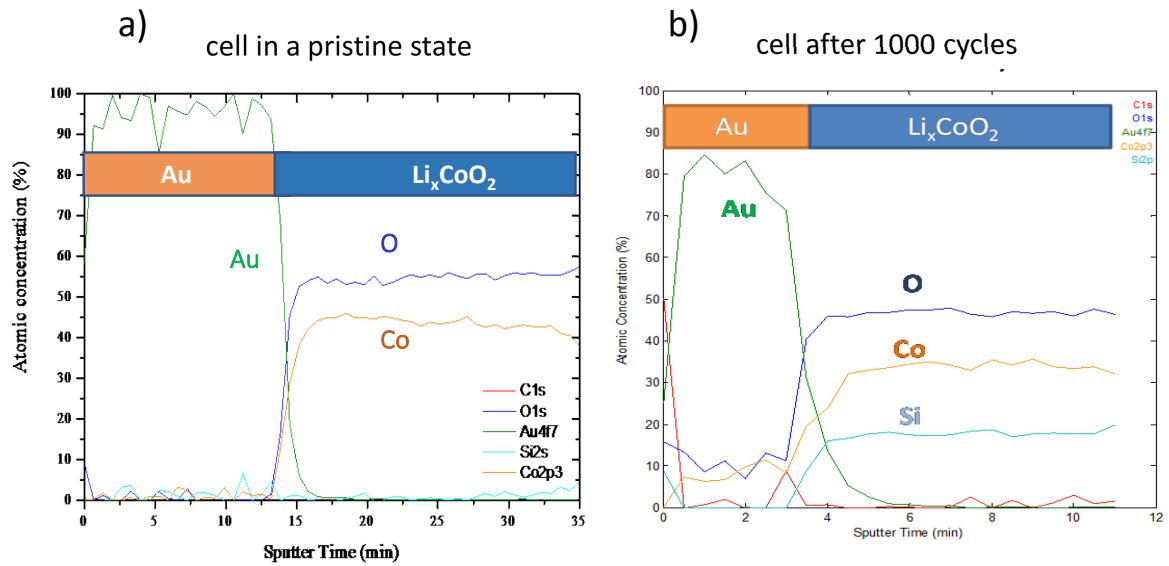 a)
cell in a pristine state
100
90
80
70
60
50
40
30
20
10
0
Atomic concentration (%)
Au
LixCoO2
Au
O
Co
C1s
O1s
Au4f7
Si2s
Co2p3
0 5 10 15 20 25 30 35
Sputter Time (min)
b)
cell after 1000 cycles
100
90
80
70
60
50
40
30
20
10
0
Atomic Concentration (%)
Au
LixCoO2
C1s
O1s
Au4f7
Co2p3
Si2p
Au
O
Co
Si
0 2 4 6 8 10 12
Sputter Time (min)